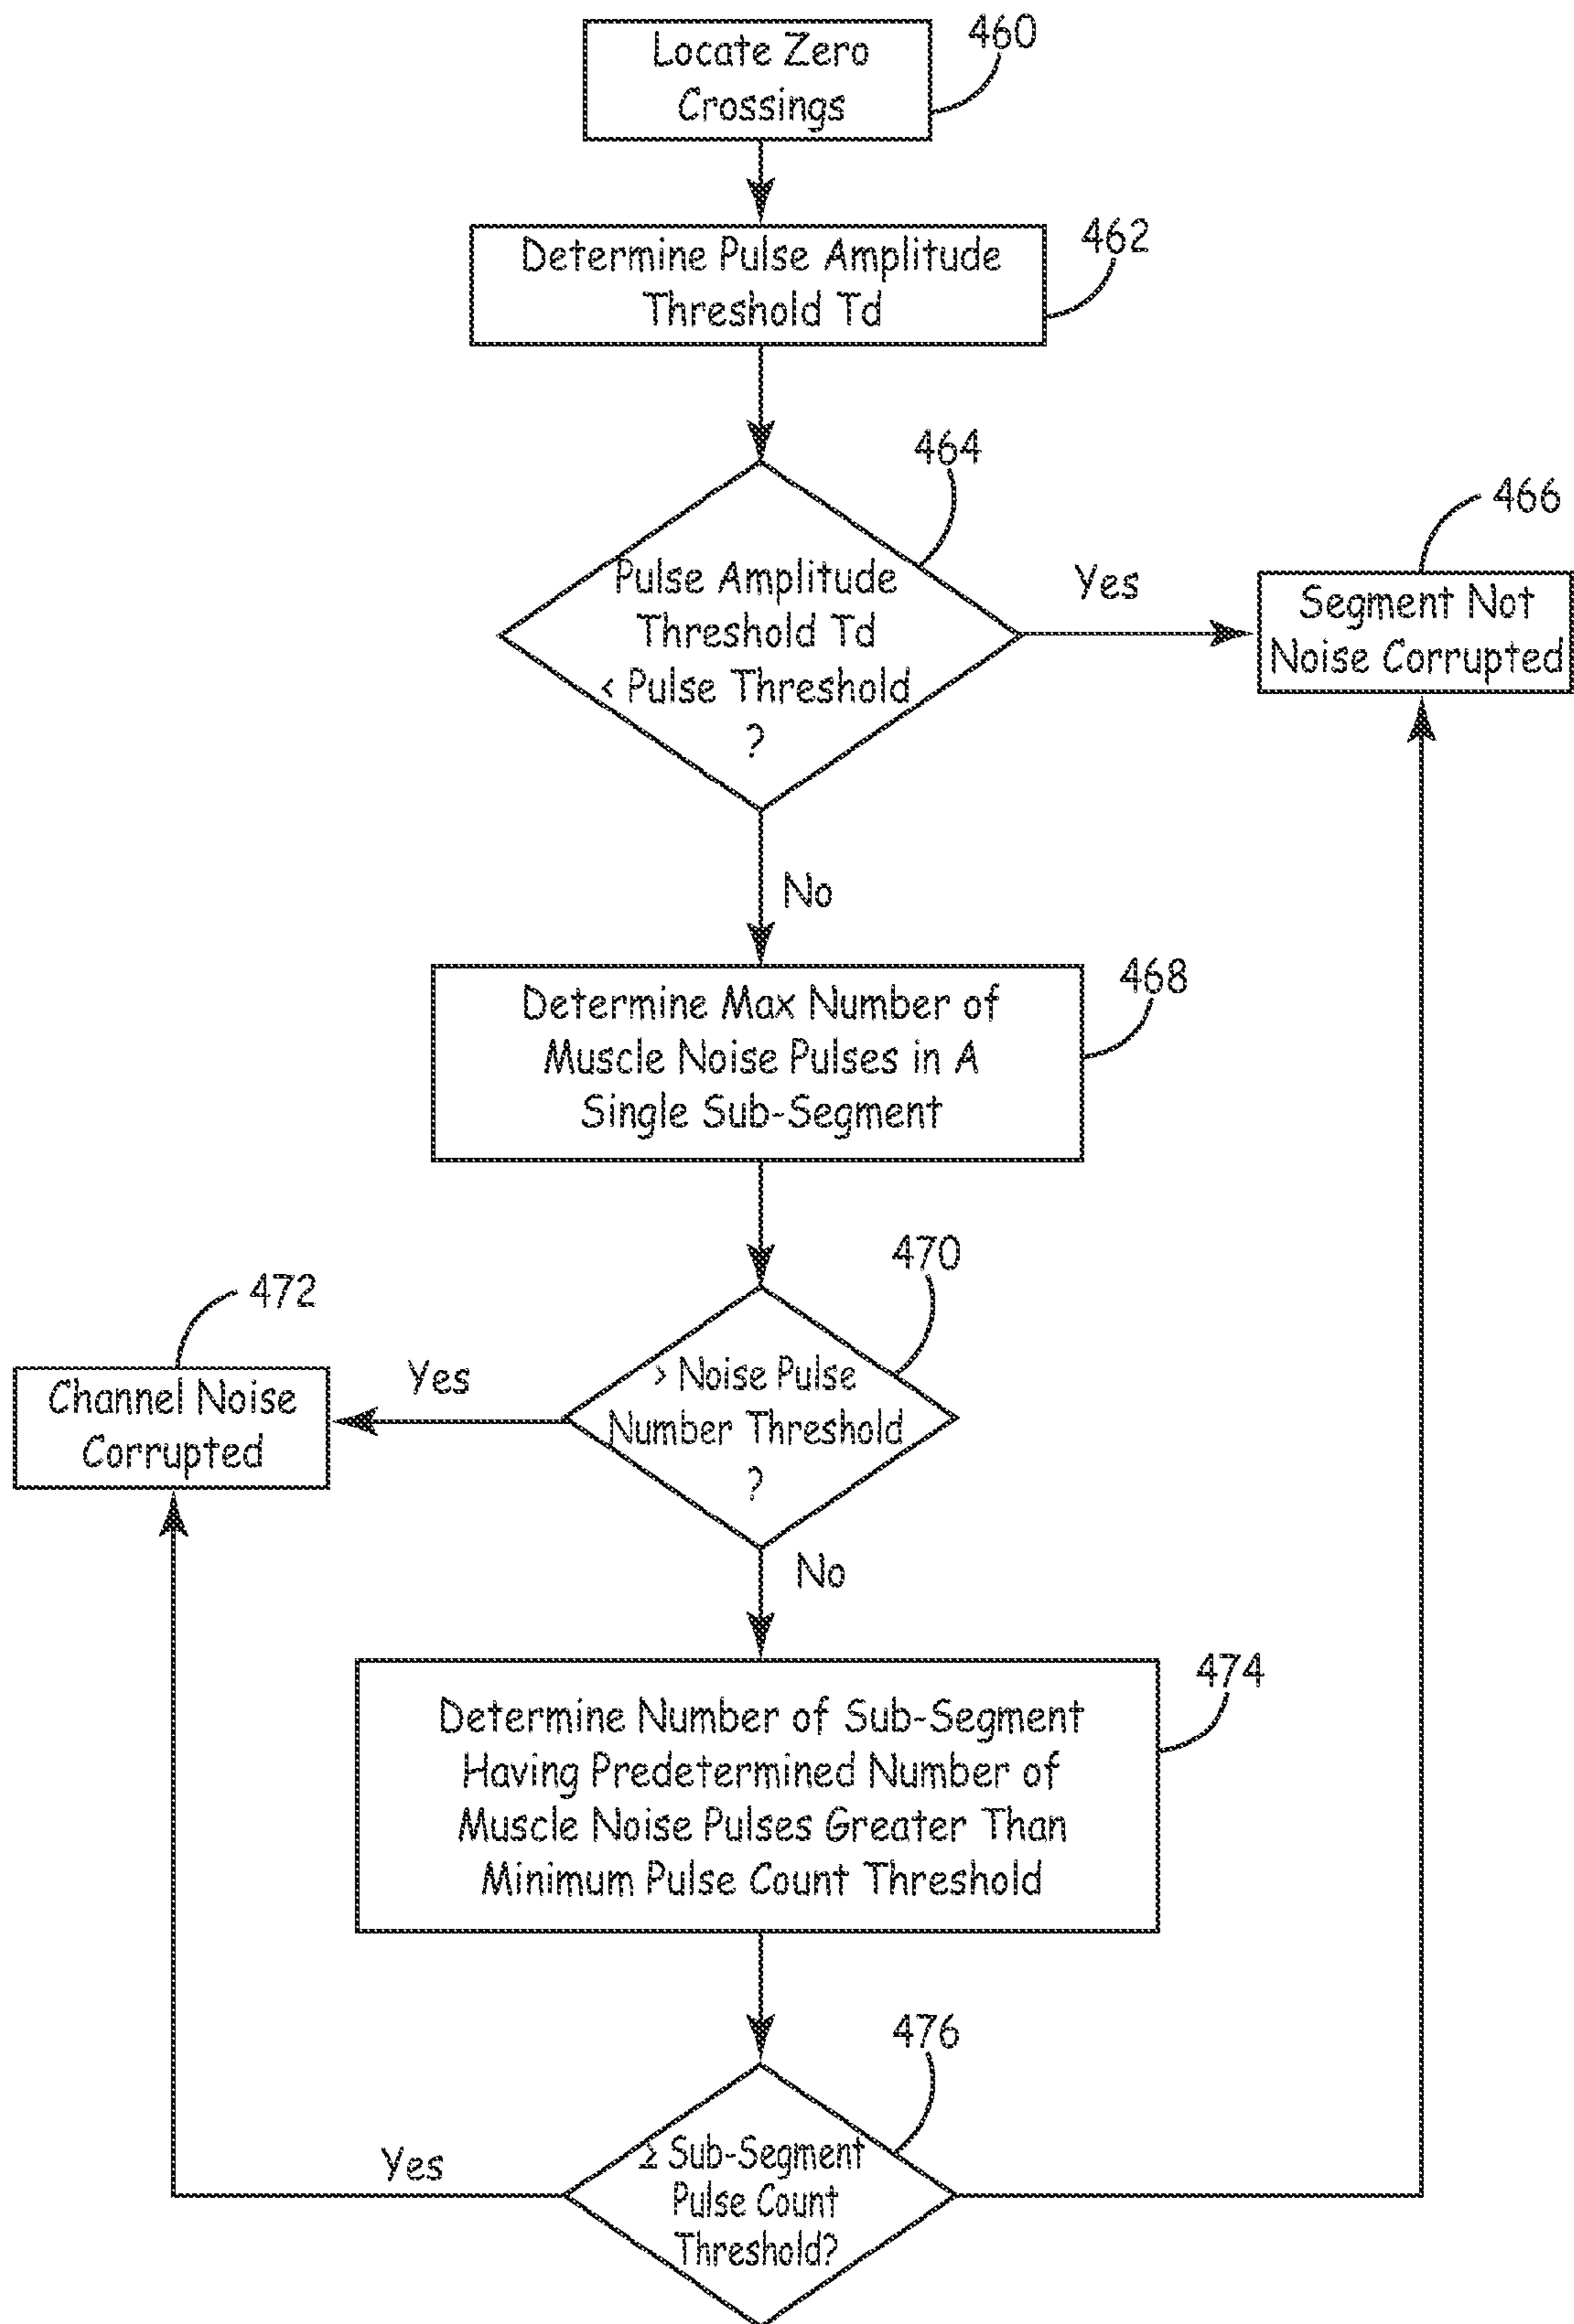 Locate Zero
Crossings
460
Determine Pulse Amplitude
Threshold Td
462
464
Pulse Amplitude
Threshold Td
< Pulse Threshold
?
Yes
466
Segment Not
Noise Corrupted
No
468
Determine Max Number of
Muscle Noise Pulses in A
Single Sub-Segment
470
472
> Noise Pulse
Number Threshold
?
Yes
Channel Noise
Corrupted
No
474
Determine Number of Sub-Segment
Having Predetermined Number of
Muscle Noise Pulses Greater Than
Minimum Pulse Count Threshold
476
≥ Sub-Segment
Pulse Count
Threshold?
Yes